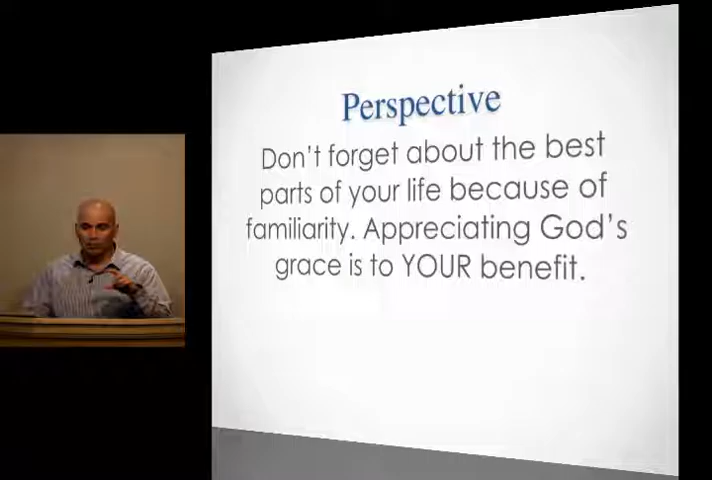 Perspective
Don't forget about the best
parts of your life because of
familiarity. Appreciating God's
grace is to YOUR benefit.